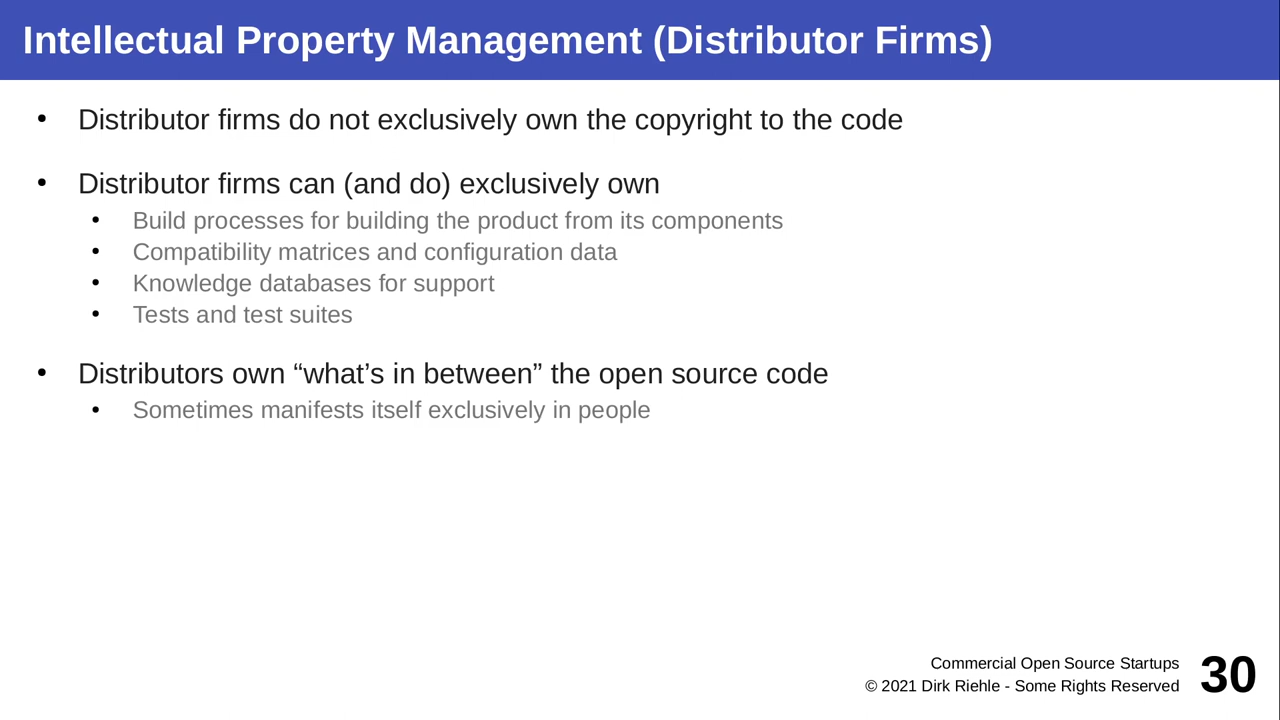 Intellectual Property Management (Distributor Firms)
• Distributor firms do not exclusively own the copyright to the code
• Distributor firms can (and do) exclusively own
• Build processes for building the product from its components
• Compatibility matrices and configuration data
• Knowledge databases for support
• Tests and test suites
• Distributors own “what’s in between” the open source code
• Sometimes manifests itself exclusively in people
Commercial Open Source Startups
© 2021 Dirk Riehle - Some Rights Reserved
30